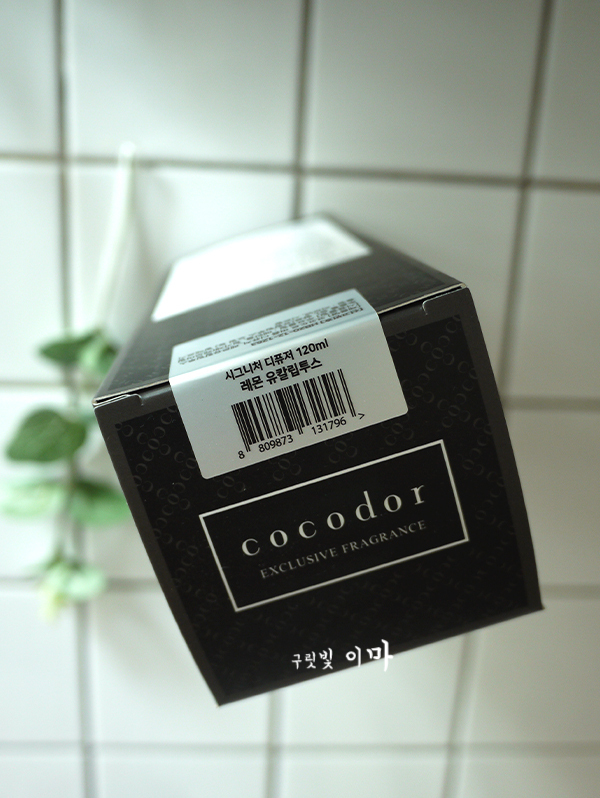 시그니처 디퓨저 120ml
레몬 유칼립투스
8 809873 131796 >
cocodor
EXCLUSIVE FRAGRANCE
구릿빛 이마